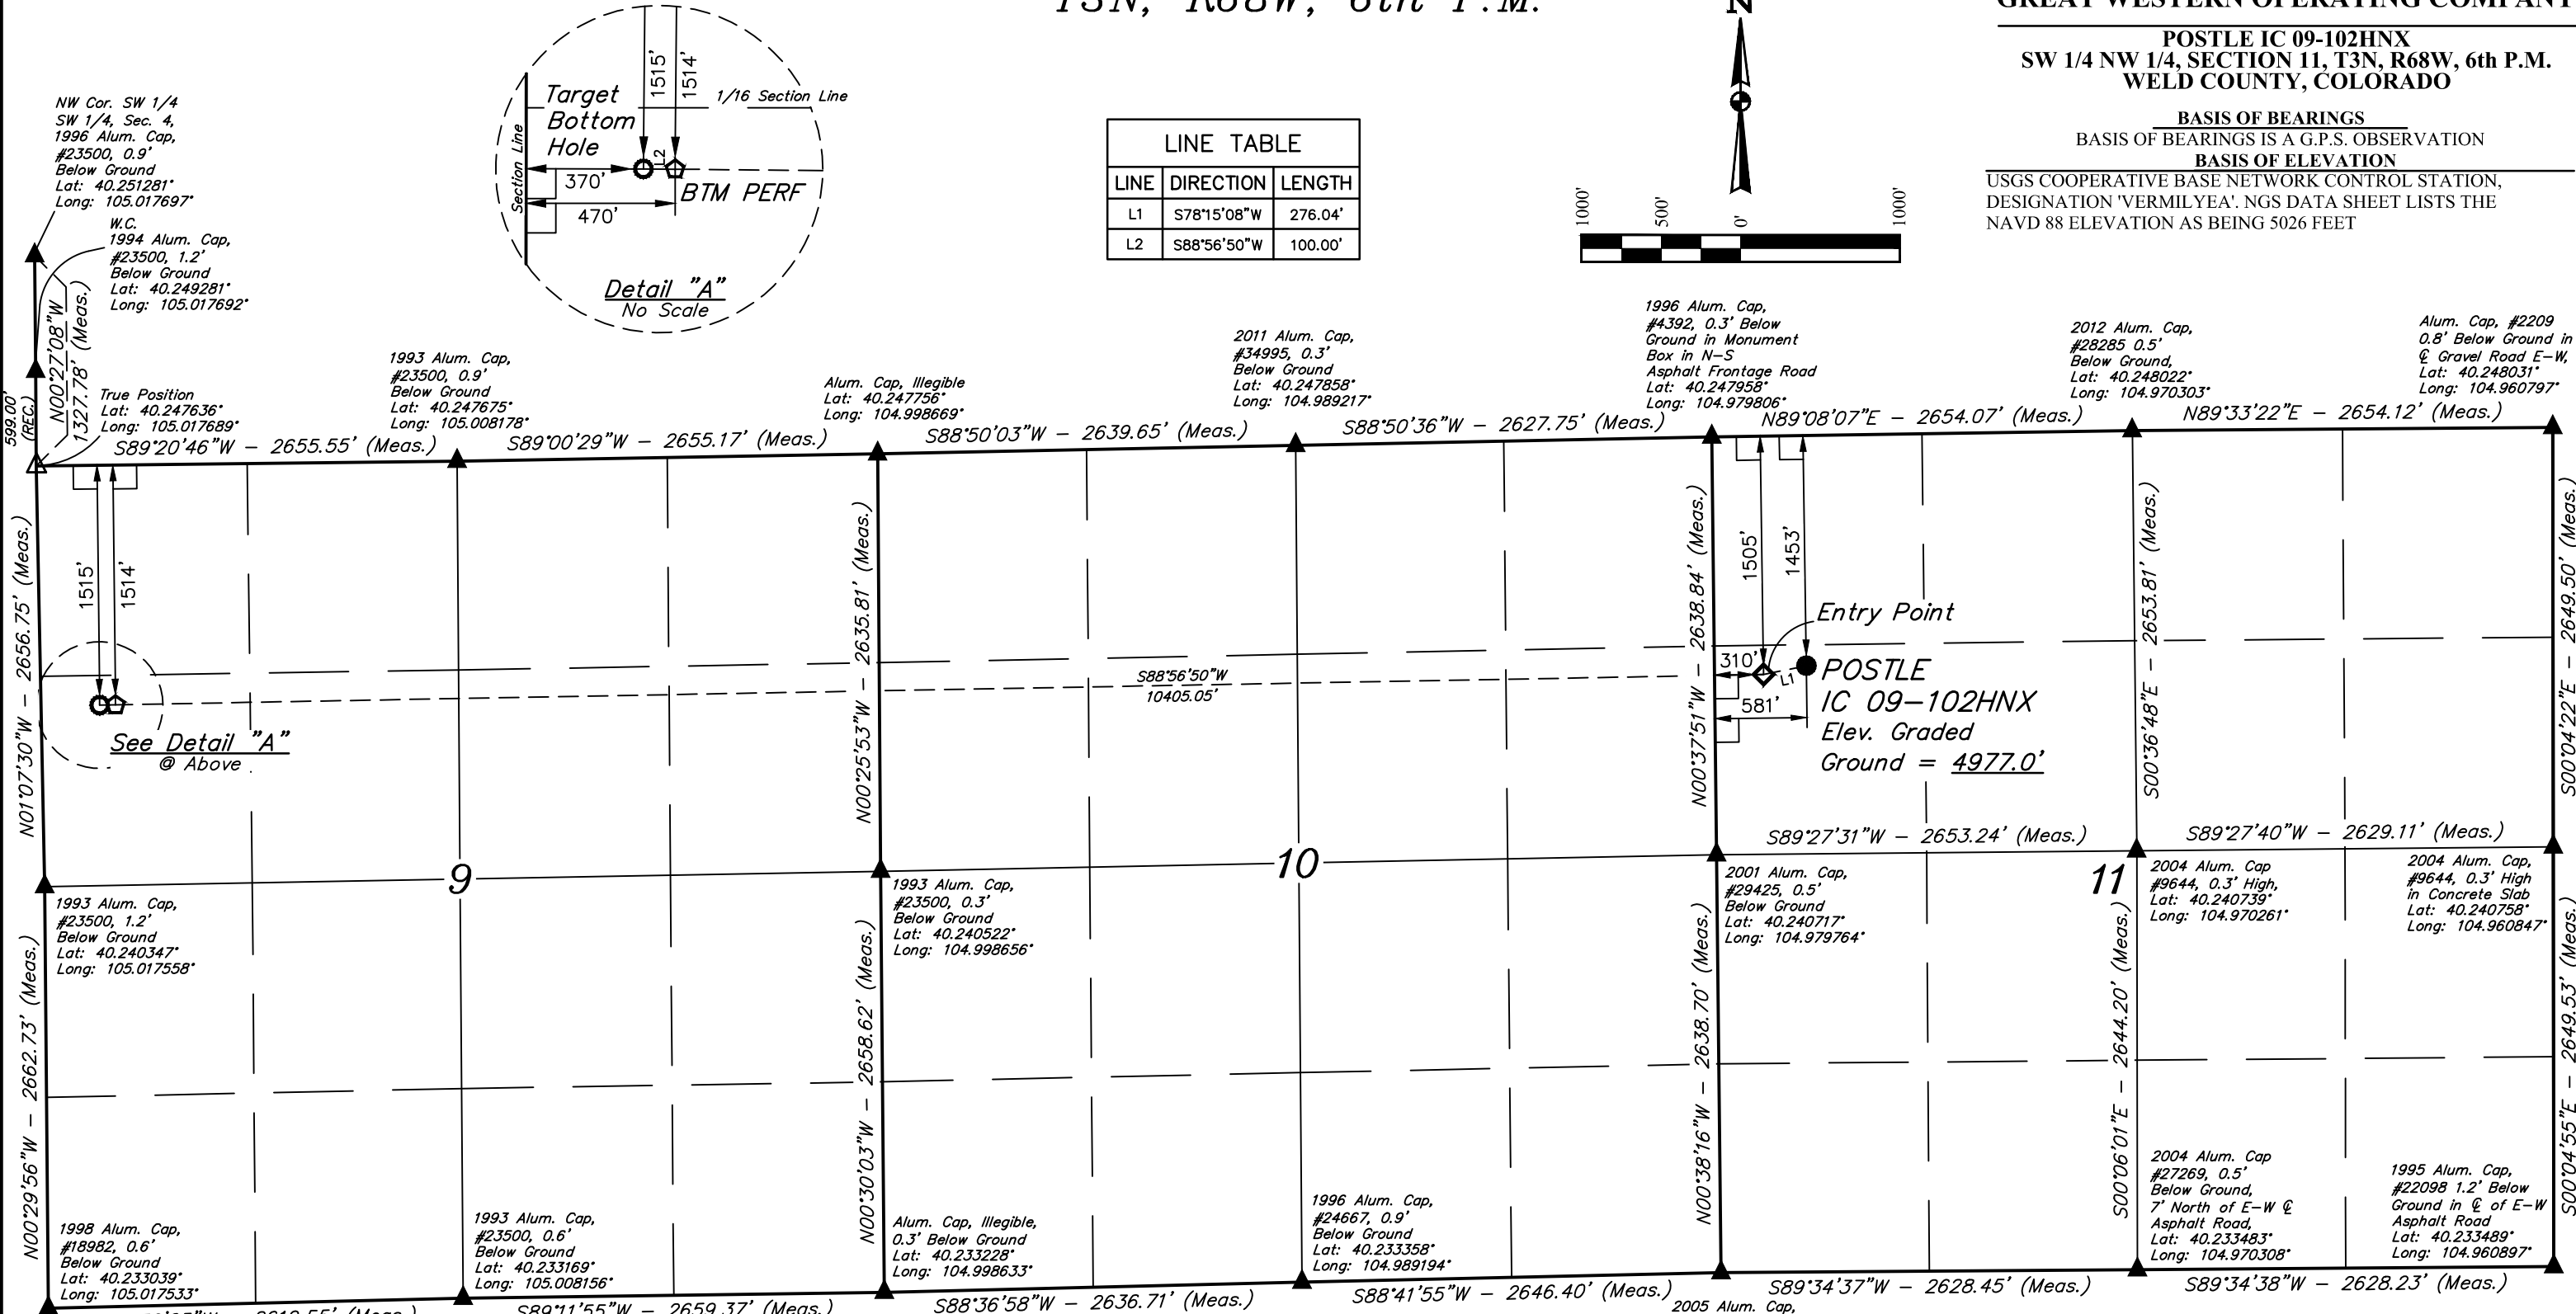 T3N, R68W, 6th P.M.
GREAT WESTERN OPERATING COMPANY
POSTLE IC 09-102HNX
SW 1/4 NW 1/4, SECTION 11, T3N, R68W, 6th P.M.
WELD COUNTY, COLORADO
BASIS OF BEARINGS
BASIS OF BEARINGS IS A G.P.S. OBSERVATION
BASIS OF ELEVATION
USGS COOPERATIVE BASE NETWORK CONTROL STATION,
DESIGNATION 'VERMILYEA'. NGS DATA SHEET LISTS THE
NAVD 88 ELEVATION AS BEING 5026 FEET
N
1000'
500'
0'
1000'
LINE TABLE
LINE DIRECTION LENGTH
L1 S78°15'08"W 276.04'
L2 S88°56'50"W 100.00'
1515'
1514'
Target
Bottom
Hole
1/16 Section Line
Section Line
L2
370'
BTM PERF
470'
Detail "A"
No Scale
NW Cor. SW 1/4
SW 1/4, Sec. 4,
1996 Alum. Cap,
#23500, 0.9'
Below Ground
Lat: 40.251281°
Long: 105.017697°
W.C.
1994 Alum. Cap,
#23500, 1.2'
Below Ground
Lat: 40.249281°
Long: 105.017692°
N00°27'08"W
1327.78' (Meas.)
599.00'
(REC.)
True Position
Lat: 40.247636°
Long: 105.017689°
1993 Alum. Cap,
#23500, 0.9'
Below Ground
Lat: 40.247675°
Long: 105.008178°
Alum. Cap, Illegible
Lat: 40.247756°
Long: 104.998669°
2011 Alum. Cap,
#34995, 0.3'
Below Ground
Lat: 40.247858°
Long: 104.989217°
1996 Alum. Cap,
#4392, 0.3' Below
Ground in Monument
Box in N-S
Asphalt Frontage Road
Lat: 40.247958°
Long: 104.979806°
2012 Alum. Cap,
#28285 0.5'
Below Ground,
Lat: 40.248022°
Long: 104.970303°
Alum. Cap, #2209
0.8' Below Ground in
℄ Gravel Road E-W,
Lat: 40.248031°
Long: 104.960797°
S89°20'46"W - 2655.55' (Meas.)
S89°00'29"W - 2655.17' (Meas.)
S88°50'03"W - 2639.65' (Meas.)
S88°50'36"W - 2627.75' (Meas.)
N89°08'07"E - 2654.07' (Meas.)
N89°33'22"E - 2654.12' (Meas.)
N01°07'30"W - 2656.75' (Meas.)
1515'
1514'
See Detail "A"
@ Above
N00°25'53"W - 2635.81' (Meas.)
S88°56'50"W
10405.05'
N00°37'51"W - 2638.84' (Meas.)
1505'
1453'
Entry Point
310'
L1
581'
POSTLE
IC 09-102HNX
Elev. Graded
Ground = 4977.0'
S00°36'48"E - 2653.81' (Meas.)
S00°04'22"E - 2649.50' (Meas.)
S89°27'31"W - 2653.24' (Meas.)
S89°27'40"W - 2629.11' (Meas.)
9
10
11
1993 Alum. Cap,
#23500, 1.2'
Below Ground
Lat: 40.240347°
Long: 105.017558°
1993 Alum. Cap,
#23500, 0.3'
Below Ground
Lat: 40.240522°
Long: 104.998656°
2001 Alum. Cap,
#29425, 0.5'
Below Ground
Lat: 40.240717°
Long: 104.979764°
2004 Alum. Cap
#9644, 0.3' High,
Lat: 40.240739°
Long: 104.970261°
2004 Alum. Cap,
#9644, 0.3' High
in Concrete Slab
Lat: 40.240758°
Long: 104.960847°
N00°29'56"W - 2662.73' (Meas.)
N00°30'03"W - 2658.62' (Meas.)
N00°38'16"W - 2638.70' (Meas.)
S00°06'01"E - 2644.20' (Meas.)
S00°04'55"E - 2649.53' (Meas.)
1998 Alum. Cap,
#18982, 0.6'
Below Ground
Lat: 40.233039°
Long: 105.017533°
1993 Alum. Cap,
#23500, 0.6'
Below Ground
Lat: 40.233169°
Long: 105.008156°
Alum. Cap, Illegible,
0.3' Below Ground
Lat: 40.233228°
Long: 104.998633°
1996 Alum. Cap,
#24667, 0.9'
Below Ground
Lat: 40.233358°
Long: 104.989194°
2004 Alum. Cap
#27269, 0.5'
Below Ground,
7' North of E-W ℄
Asphalt Road,
Lat: 40.233483°
Long: 104.970308°
1995 Alum. Cap,
#22098 1.2' Below
Ground in ℄ of E-W
Asphalt Road
Lat: 40.233489°
Long: 104.960897°
(Meas.)
S89°11'55"W - 2659.37' (Meas.)
S88°36'58"W - 2636.71' (Meas.)
S88°41'55"W - 2646.40' (Meas.)
S89°34'37"W - 2628.45' (Meas.)
S89°34'38"W - 2628.23' (Meas.)
2005 Alum. Cap,